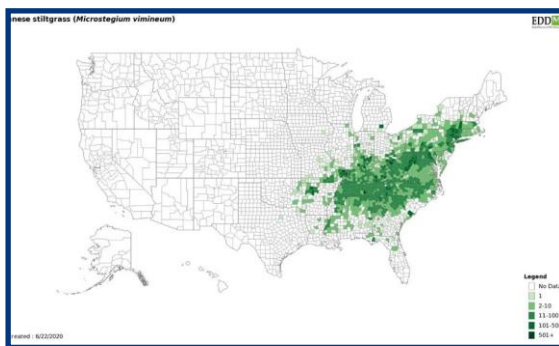 nese stiltgrass (Microstegium vimineum)
EDD
Legend
No Data
1
2-10
11-100
101-50
501+
reated : 6/22/2020